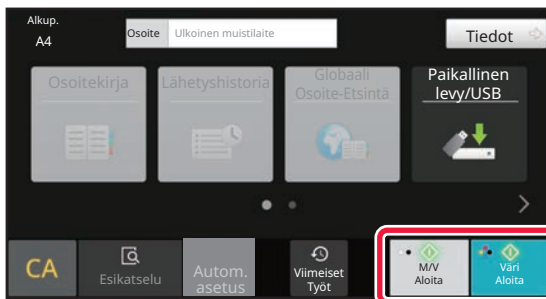 Alkup.
A4
Osoite
Ulkoinen muistilaite
Tiedot
Osoitekirja
Lähetyshistoria
Globaali
Osoite-Etsintä
Paikallinen
levy/USB
CA
Esikatselu
Autom.
asetus
Viimeiset
Työt
M/V
Aloita
Väri
Aloita